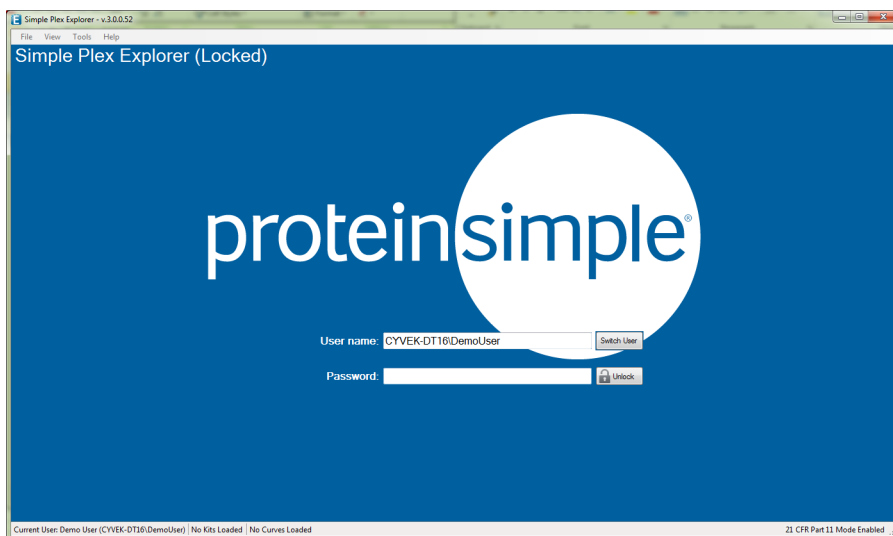 Simple Plex Explorer - v.3.0.0.52
File View Tools Help
Simple Plex Explorer (Locked)
proteinsimple®
User name: CYVEK-DT16\DemoUser Switch User
Password: Unlock
Current User: Demo User (CYVEK-DT16\DemoUser) No Kits Loaded No Curves Loaded 21 CFR Part 11 Mode Enabled